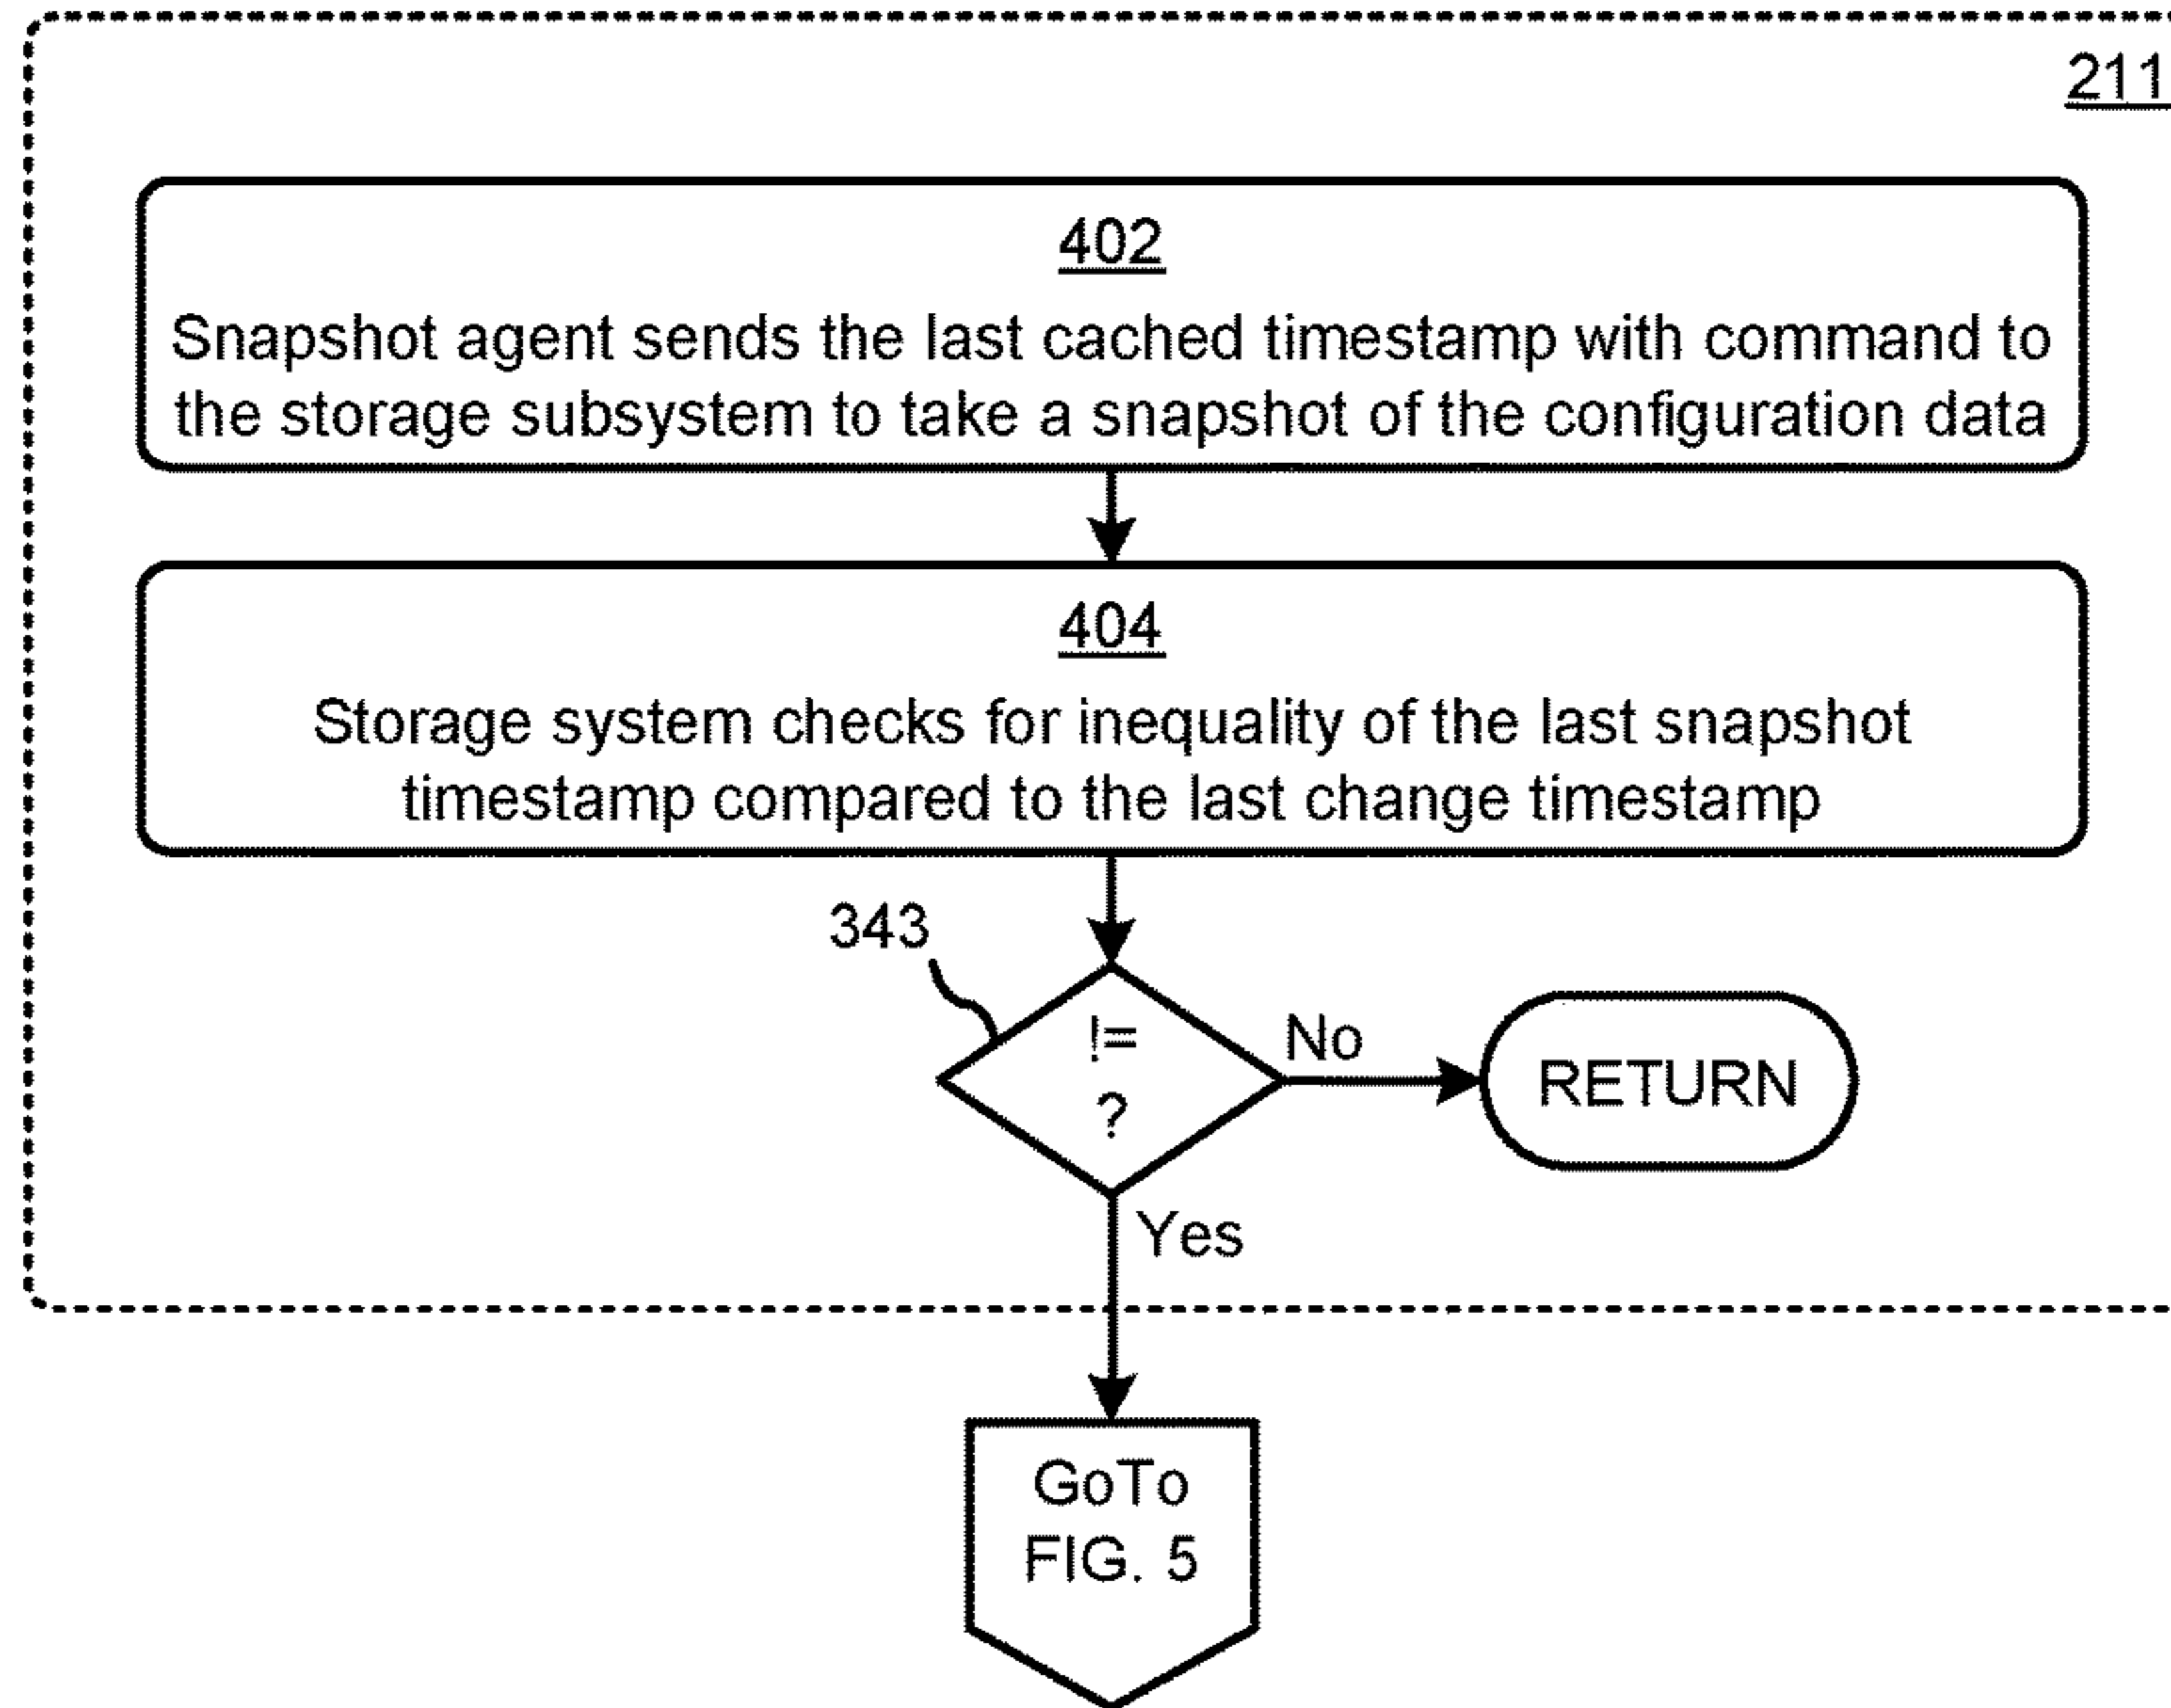 211
402
Snapshot agent sends the last cached timestamp with command to
the storage subsystem to take a snapshot of the configuration data
404
Storage system checks for inequality of the last snapshot
timestamp compared to the last change timestamp
343
!=
?
No
RETURN
Yes
GoTo
FIG. 5